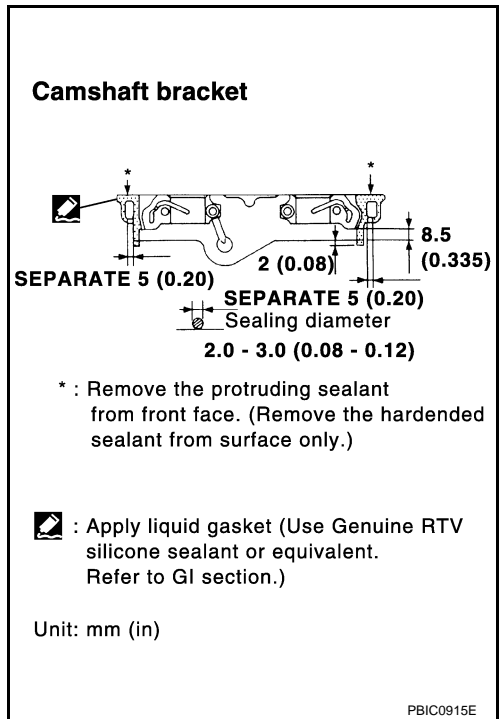 Camshaft bracket
*
*
8.5
(0.335)
2 (0.08)
SEPARATE 5 (0.20)
SEPARATE 5 (0.20)
Sealing diameter
2.0 - 3.0 (0.08 - 0.12)
* : Remove the protruding sealant
from front face. (Remove the hardended
sealant from surface only.)
: Apply liquid gasket (Use Genuine RTV
silicone sealant or equivalent.
Refer to GI section.)
Unit: mm (in)
PBIC0915E